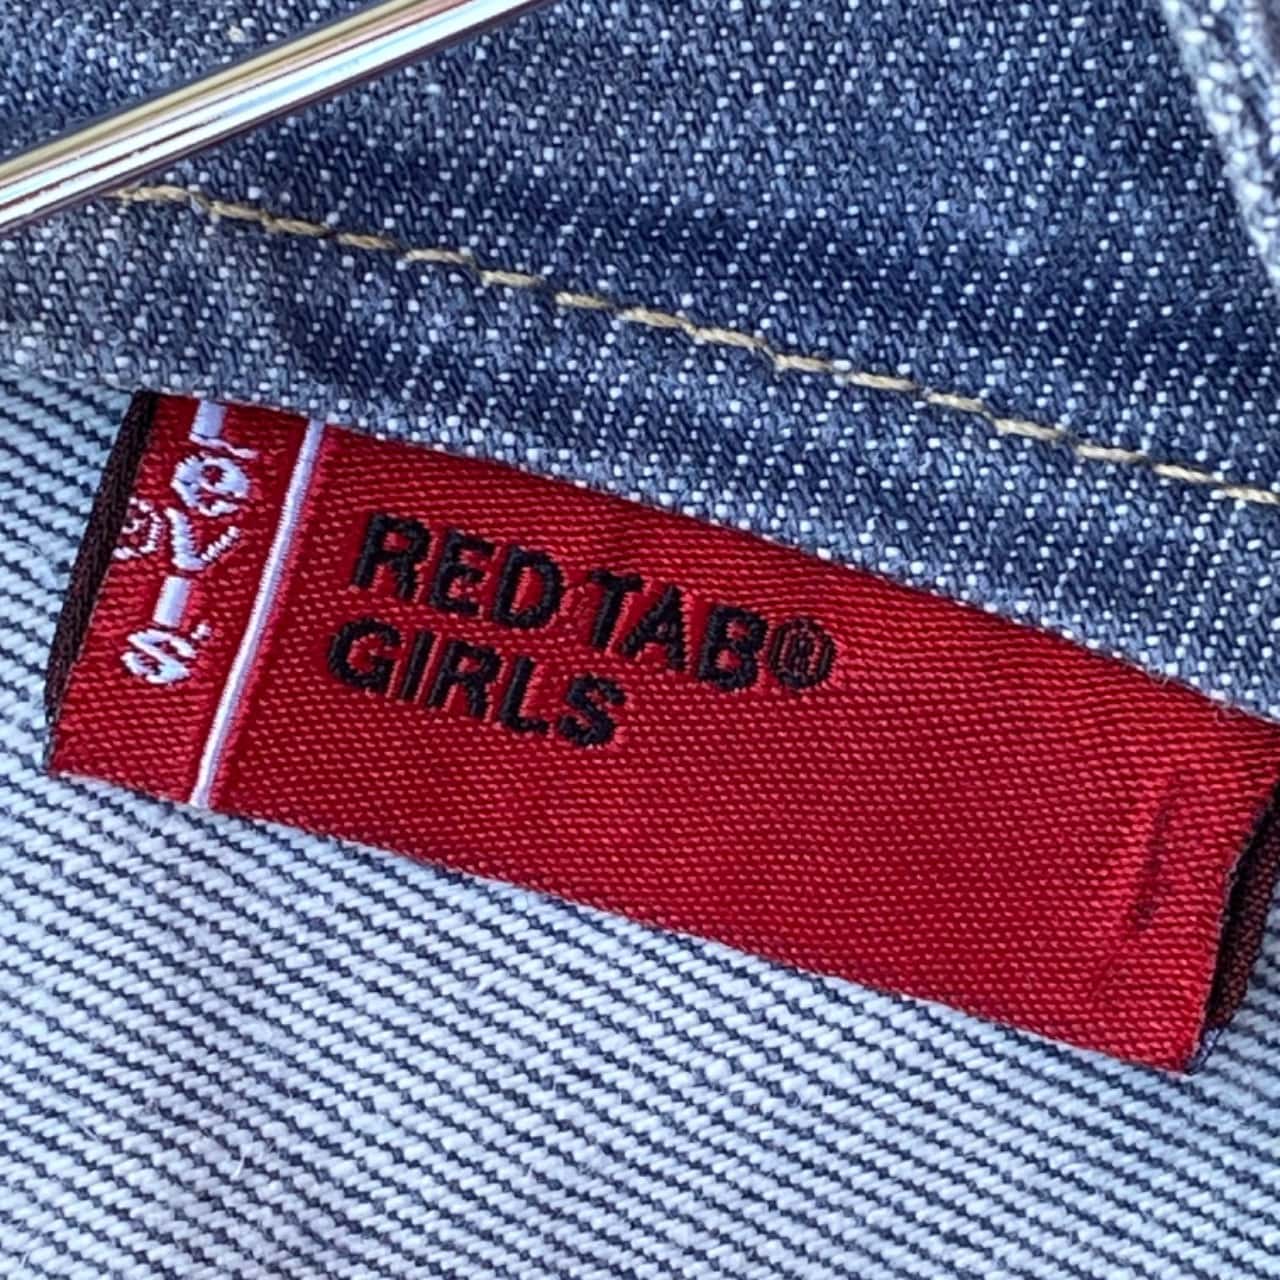 LeVI'S
®
RED TAB®
GIRLS